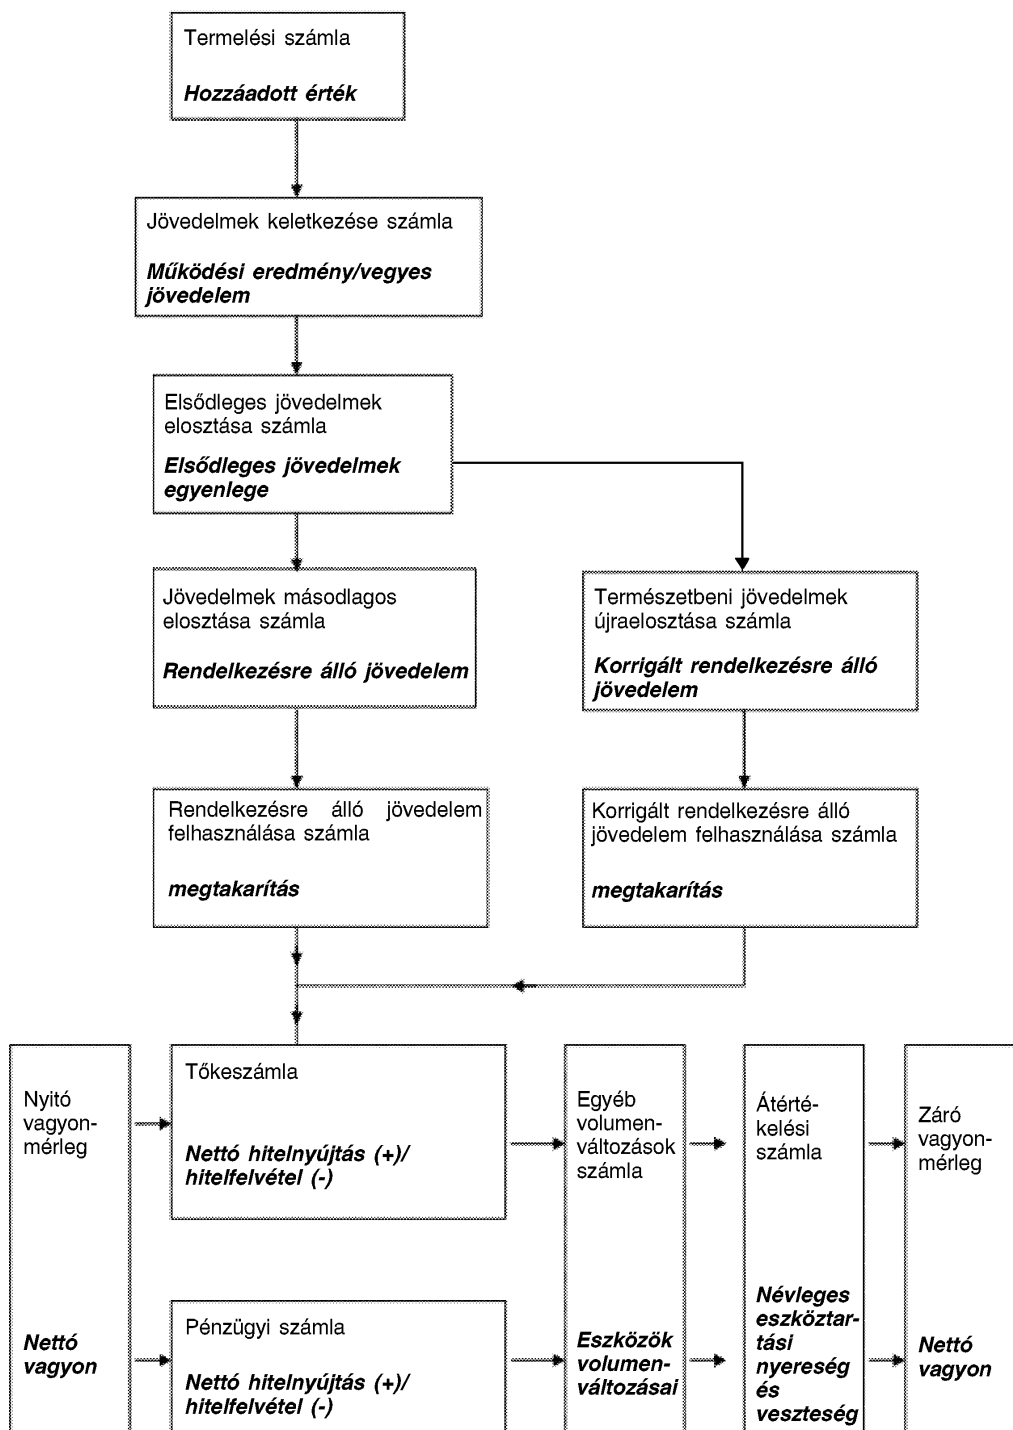 Termelési számla
Hozzáadott érték
Jövedelmek keletkezése számla
Működési eredmény/vegyes
jövedelem
Elsődleges jövedelmek
elosztása számla
Elsődleges jövedelmek
egyenlege
Jövedelmek másodlagos
elosztása számla
Rendelkezésre álló jövedelem
Természetbeni jövedelmek
újraelosztása számla
Korrigált rendelkezésre álló
jövedelem
Rendelkezésre álló jövedelem
felhasználása számla
megtakarítás
Korrigált rendelkezésre álló
jövedelem felhasználása számla
megtakarítás
Nyitó
vagyon-
mérleg
Nettó
vagyon
Tőkeszámla
Nettó hitelnyújtás (+)/
hitelfelvétel (-)
Pénzügyi számla
Nettó hitelnyújtás (+)/
hitelfelvétel (-)
Egyéb
volumen-
változások
számla
Eszközök
volumen-
változásai
Átérté-
kelési
számla
Névleges
eszköztar-
tási
nyereség
és
veszteség
Záró
vagyon-
mérleg
Nettó
vagyon